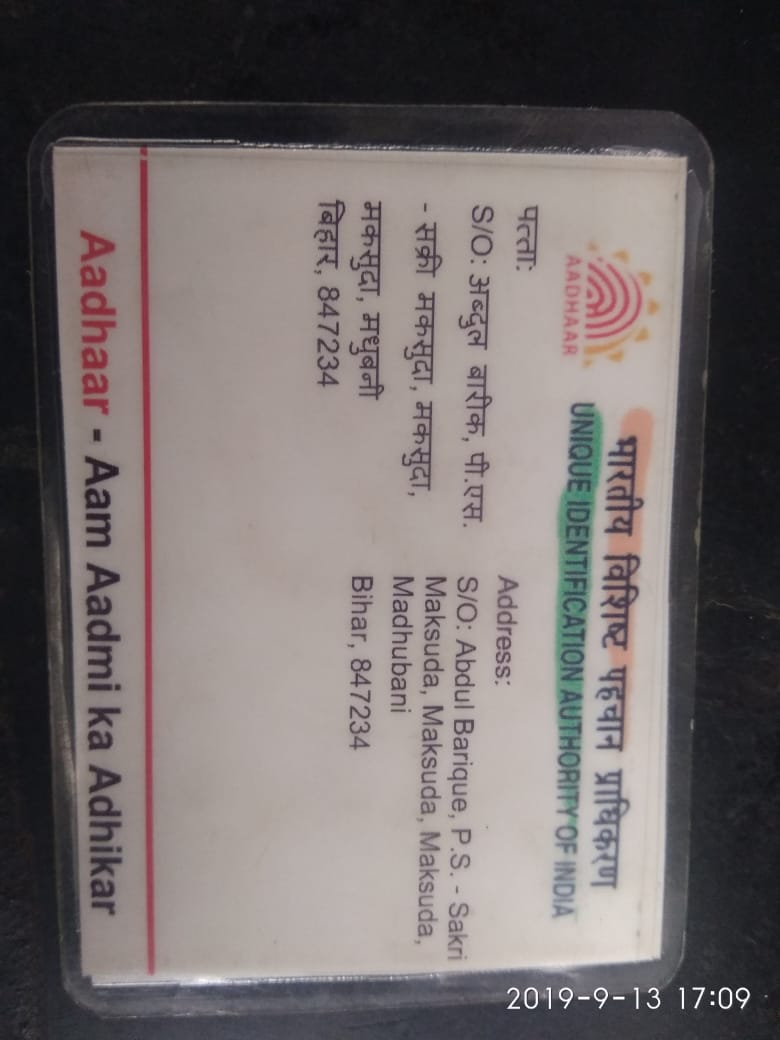 AADHAAR
भारतीय विशिष्ट पहचान प्राधिकरण
UNIQUE IDENTIFICATION AUTHORITY OF INDIA
पत्ता:
S/O: अब्दुल बारीक, पी.एस.
- सक्री मकसुदा, मकसुदा,
मकसुदा, मधुबनी
बिहार, 847234
Address:
S/O: Abdul Barique, P.S. - Sakri
Maksuda, Maksuda, Maksuda,
Madhubani
Bihar, 847234
Aadhaar - Aam Aadmi ka Adhikar
2019-9-13 17:09